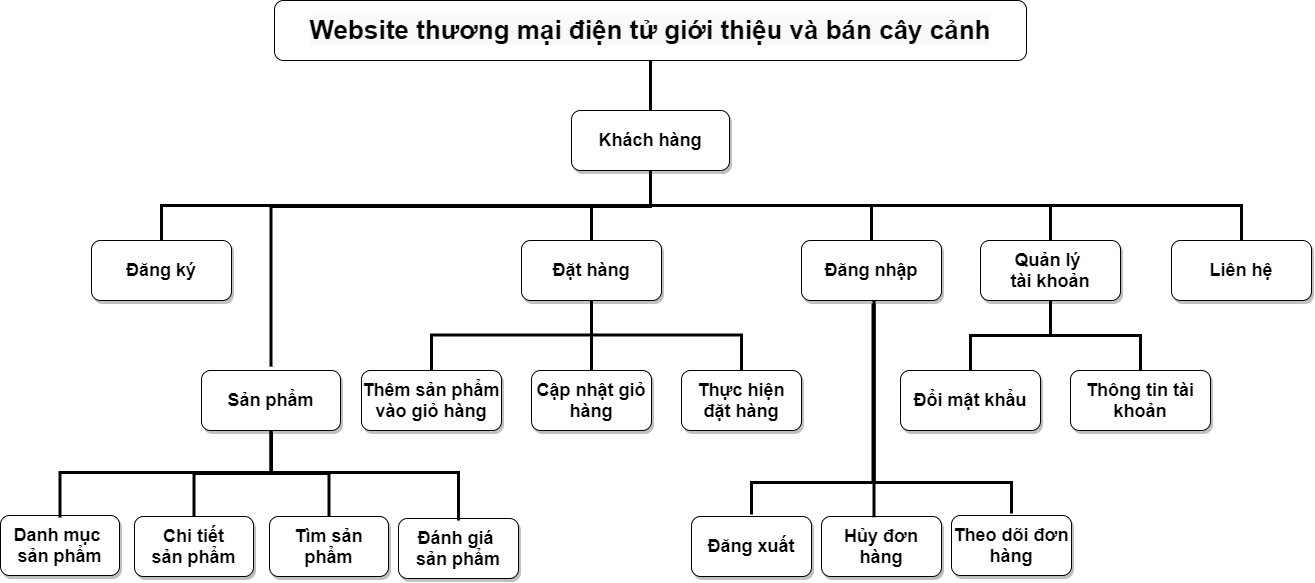 Website thương mại điện tử giới thiệu và bán cây cảnh
Khách hàng
Đăng ký
Đặt hàng
Đăng nhập
Quản lý
tài khoản
Liên hệ
Sản phẩm
Thêm sản phẩm
vào giỏ hàng
Cập nhật giỏ
hàng
Thực hiện
đặt hàng
Đổi mật khẩu
Thông tin tài
khoản
Danh mục
sản phẩm
Chi tiết
sản phẩm
Tìm sản
phẩm
Đánh giá
sản phẩm
Đăng xuất
Hủy đơn
hàng
Theo dõi đơn
hàng